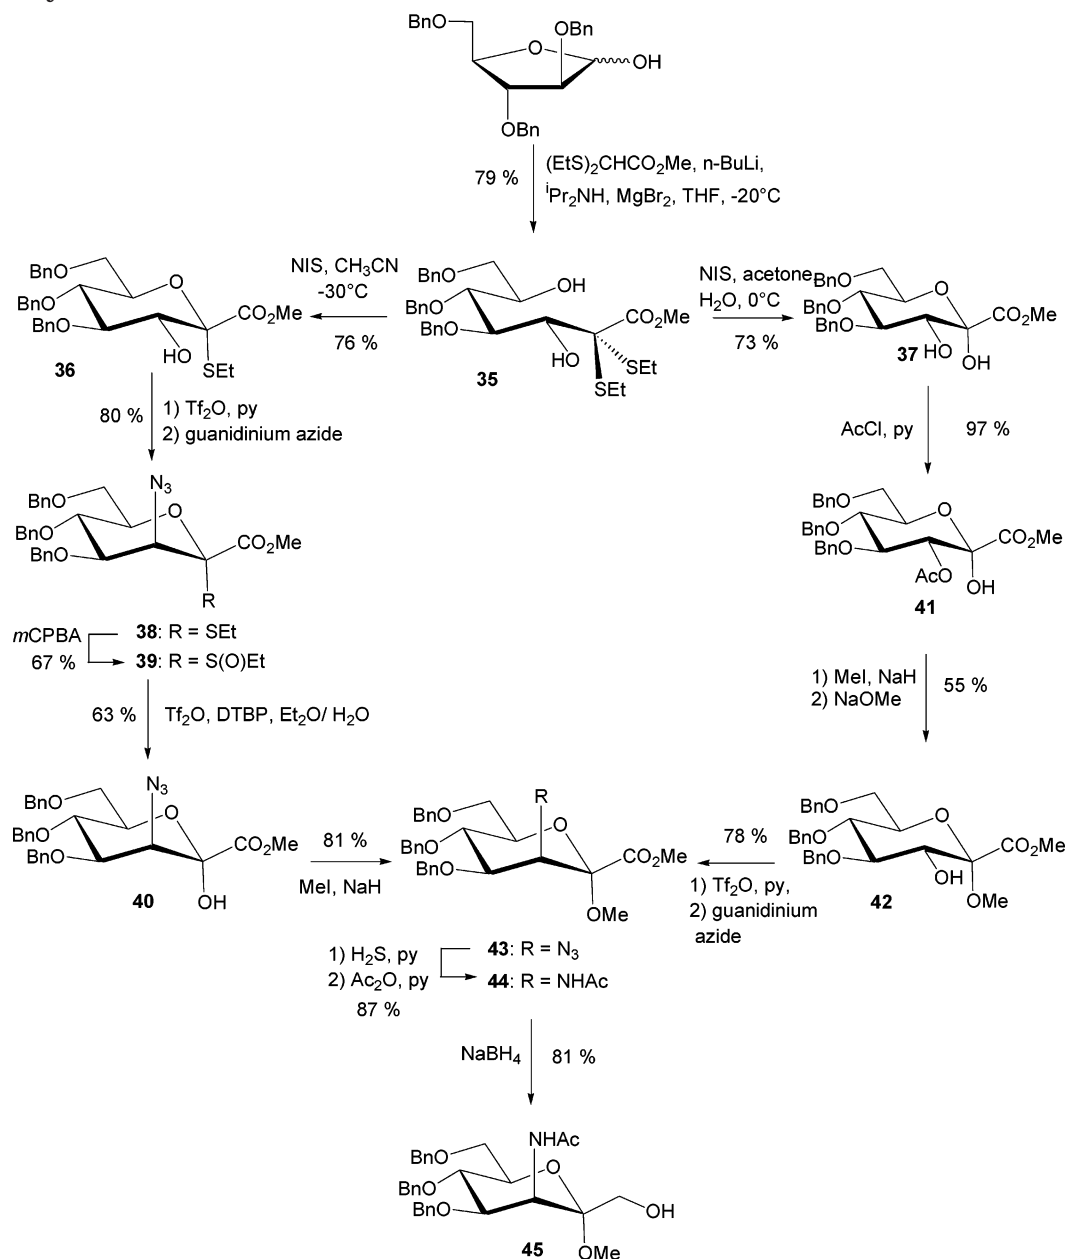 BnO
OBn
O
OH
OBn
79 %
(EtS)₂CHCO₂Me, n-BuLi,
ⁱPr₂NH, MgBr₂, THF, -20°C
BnO
O
BnO
BnO
CO₂Me
HO
SEt
36
NIS, CH₃CN
-30°C
76 %
BnO
OH
BnO
BnO
CO₂Me
HO
SEt
SEt
35
NIS, acetone
H₂O, 0°C
73 %
BnO
O
BnO
BnO
CO₂Me
HO
OH
37
80 %
1) Tf₂O, py
2) guanidinium azide
AcCl, py
97 %
N₃
BnO
O
BnO
BnO
CO₂Me
R
38: R = SEt
mCPBA
67 %
39: R = S(O)Et
BnO
O
BnO
BnO
CO₂Me
AcO
OH
41
63 %
Tf₂O, DTBP, Et₂O/ H₂O
1) MeI, NaH
2) NaOMe
55 %
N₃
BnO
O
BnO
BnO
CO₂Me
OH
40
81 %
MeI, NaH
R
BnO
O
BnO
BnO
CO₂Me
OMe
43: R = N₃
44: R = NHAc
1) H₂S, py
2) Ac₂O, py
87 %
78 %
1) Tf₂O, py,
2) guanidinium
azide
BnO
O
BnO
BnO
CO₂Me
OH
OMe
42
NaBH₄
81 %
NHAc
BnO
O
BnO
BnO
OH
OMe
45